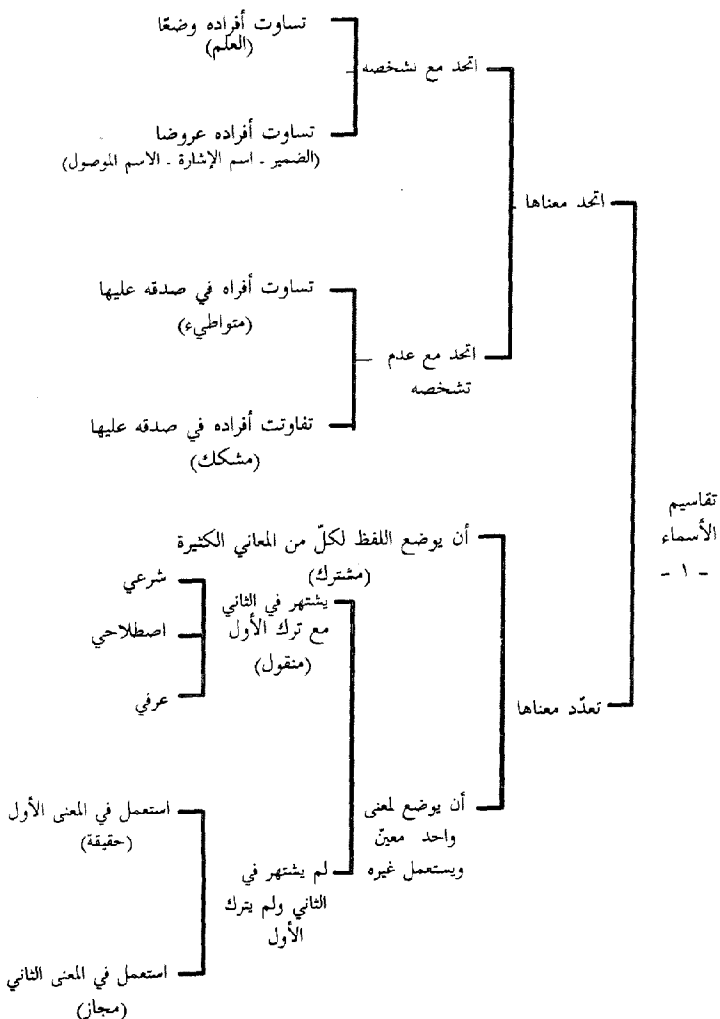 تقاسيم
الأسماء
- ١ -
اتحد معناها
اتحد مع تشخصه
تساوت أفراده وضعًا
(العلم)
تساوت أفراده عروضا
(الضمير - اسم الإشارة - الاسم الموصول)
اتحد مع عدم
تشخصه
تساوت أفراه في صدقه عليها
(متواطيء)
تفاوتت أفراده في صدقه عليها
(مشكك)
تعدّد معناها
أن يوضع اللفظ لكلّ من المعاني الكثيرة
(مشترك)
أن يوضع لمعنى
واحد معينّ
ويستعمل غيره
يشتهر في الثاني
مع ترك الأول
(منقول)
شرعي
اصطلاحي
عرفي
لم يشتهر في
الثاني ولم يترك
الأول
استعمل في المعنى الأول
(حقيقة)
استعمل في المعنى الثاني
(مجاز)